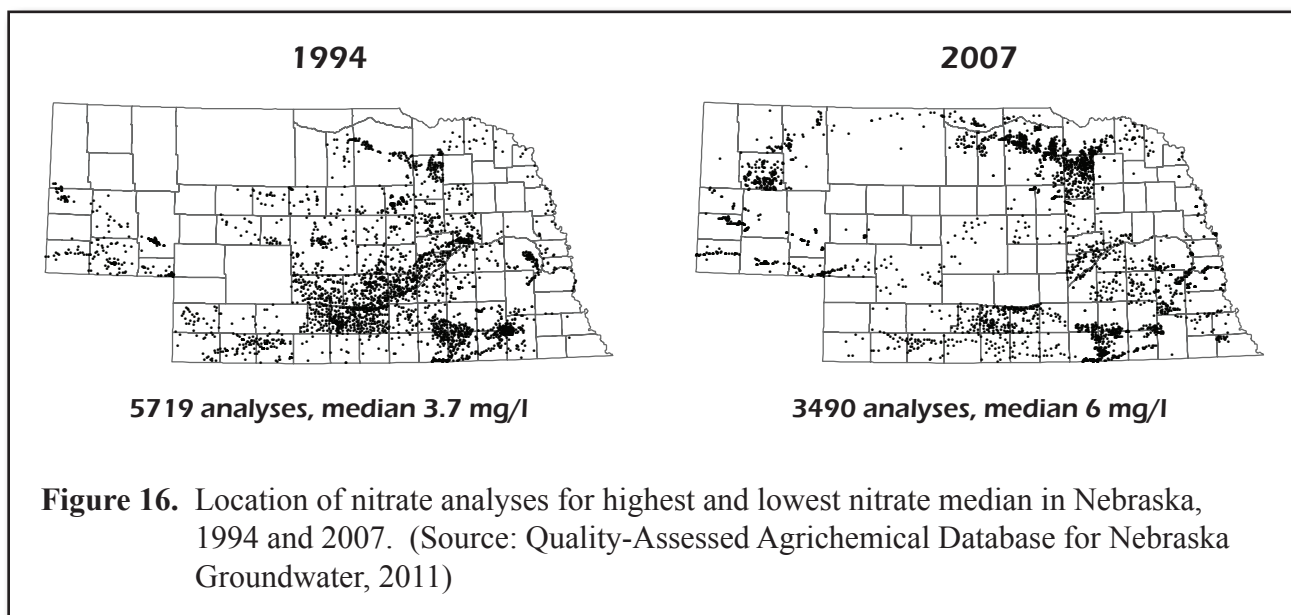 1994
2007
5719 analyses, median 3.7 mg/l
3490 analyses, median 6 mg/l
Figure 16. Location of nitrate analyses for highest and lowest nitrate median in Nebraska,
1994 and 2007. (Source: Quality-Assessed Agrichemical Database for Nebraska
Groundwater, 2011)